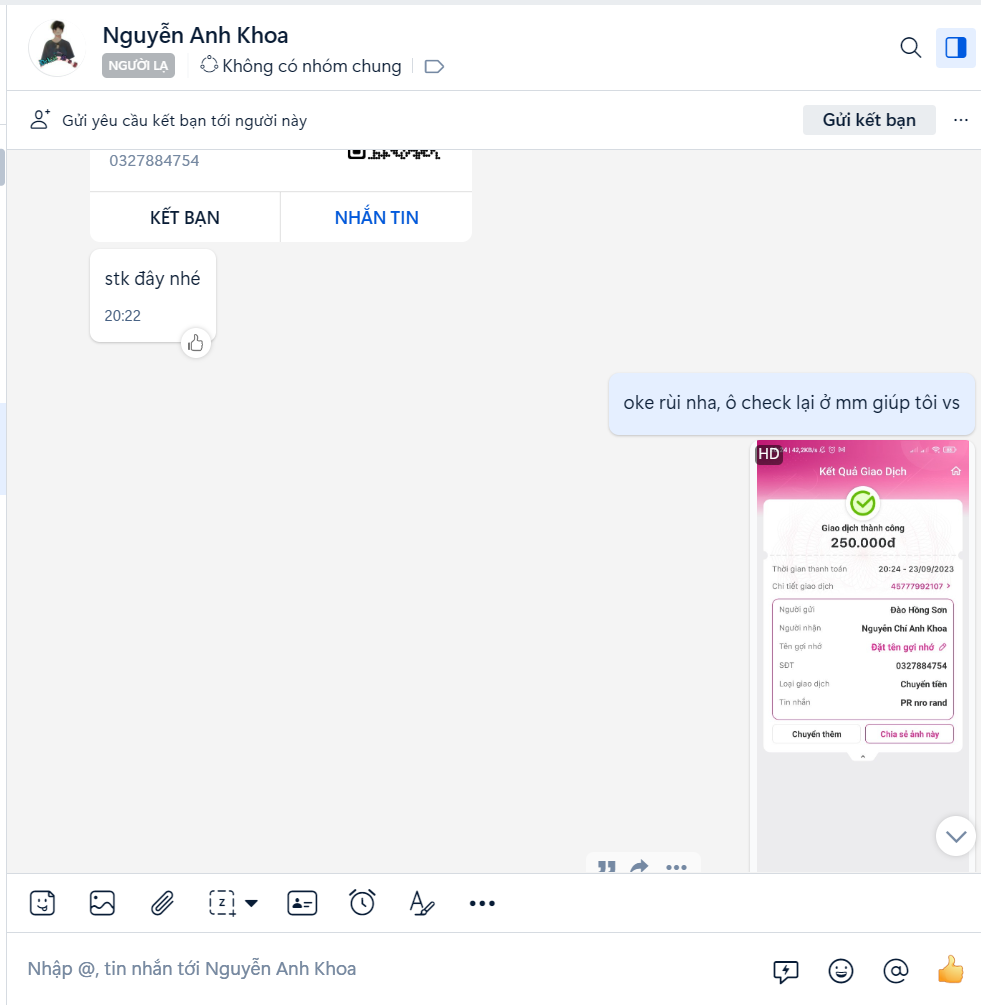 Nguyễn Anh Khoa
NGƯỜI LẠ
Không có nhóm chung
Gửi yêu cầu kết bạn tới người này
Gửi kết bạn
0327884754
KẾT BẠN
NHẮN TIN
stk đây nhé
20:22
oke rùi nha, ô check lại ở mm giúp tôi vs
HD
42,2KB/s
Kết Quả Giao Dịch
Giao dịch thành công
250.000đ
Thời gian thanh toán 20:24 - 23/09/2023
Chi tiết giao dịch 45777992107 >
Người gửi Đào Hồng Sơn
Người nhận Nguyễn Chí Anh Khoa
Tên gợi nhớ Đặt tên gợi nhớ
SĐT 0327884754
Loại giao dịch Chuyển tiền
Tin nhắn PR nro rand
Chuyển thêm
Chia sẻ ảnh này
Nhập @, tin nhắn tới Nguyễn Anh Khoa